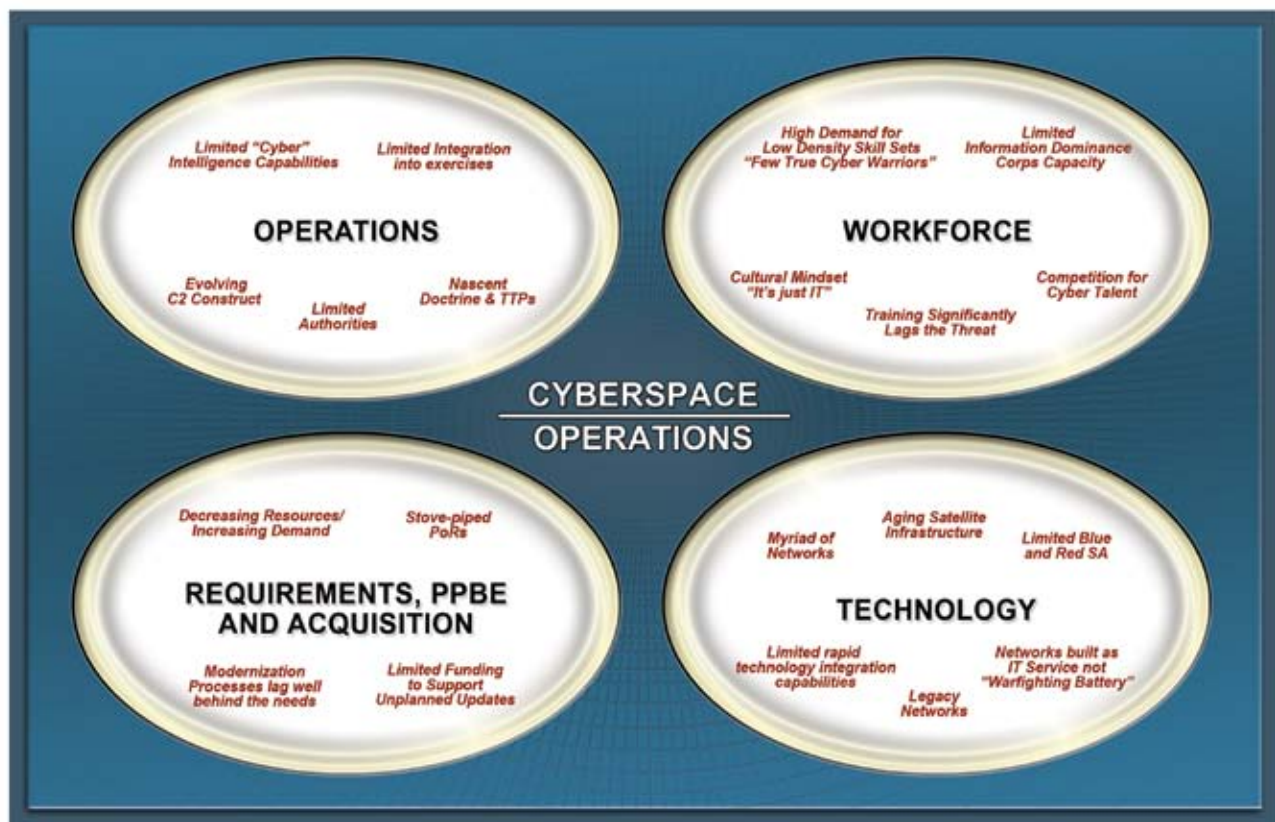 Limited “Cyber”
Intelligence Capabilities
Limited Integration
into exercises
OPERATIONS
Evolving
C2 Construct
Limited
Authorities
Nascent
Doctrine & TTPs
High Demand for
Low Density Skill Sets
“Few True Cyber Warriors”
Limited
Information Dominance
Corps Capacity
WORKFORCE
Cultural Mindset
“It’s just IT”
Training Significantly
Lags the Threat
Competition for
Cyber Talent
CYBERSPACE
OPERATIONS
Decreasing Resources/
Increasing Demand
Stove-piped
PoRs
REQUIREMENTS, PPBE
AND ACQUISITION
Modernization
Processes lag well
behind the needs
Limited Funding
to Support
Unplanned Updates
Myriad of
Networks
Aging Satellite
Infrastructure
Limited Blue
and Red SA
TECHNOLOGY
Limited rapid
technology integration
capabilities
Legacy
Networks
Networks built as
IT Service not
“Warfighting Battery”